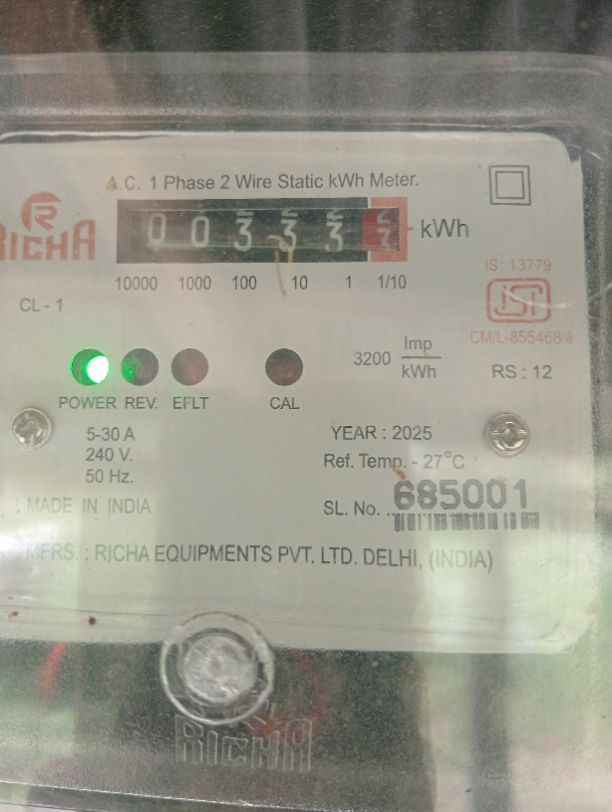 A.C. 1 Phase 2 Wire Static kWh Meter.
RICHA
0 0 3 3 3 kWh
10000 1000 100 10 1 1/10
IS: 13779
ISI
CL - 1
3200 Imp/kWh
RS : 12
POWER REV. EFLT CAL
5-30 A
240 V.
50 Hz.
YEAR : 2025
Ref. Temp. - 27°C
MADE IN INDIA
SL. No. 685001
MFRS. : RICHA EQUIPMENTS PVT. LTD. DELHI, (INDIA)
RICHA